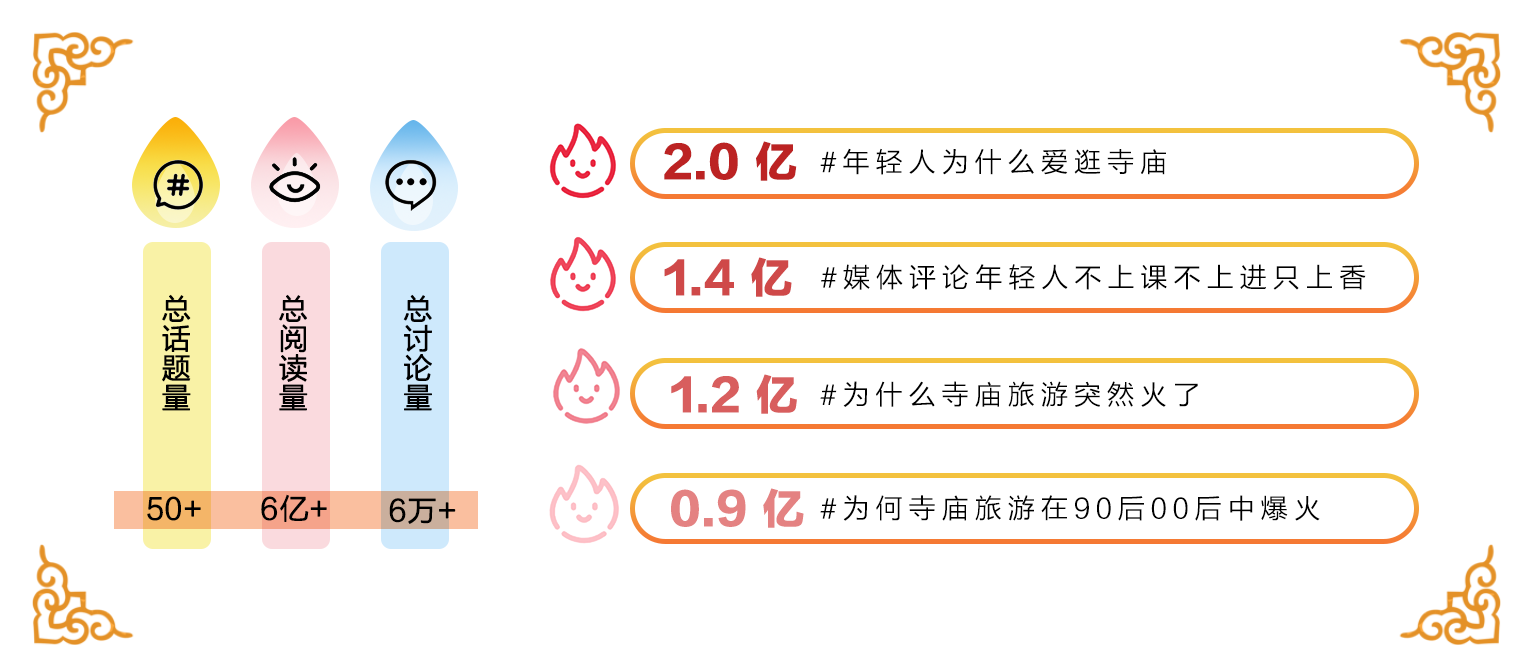 #
总话题量
50+
总阅读量
6亿+
总讨论量
6万+
2.0 亿 #年轻人为什么爱逛寺庙
1.4 亿 #媒体评论年轻人不上课不上进只上香
1.2 亿 #为什么寺庙旅游突然火了
0.9 亿 #为何寺庙旅游在90后00后中爆火